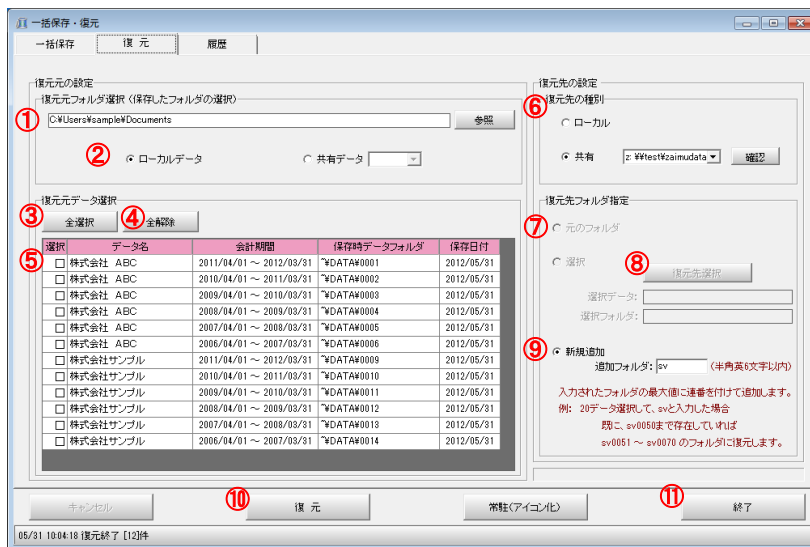 一括保存・復元
一括保存 復 元 履歴
復元元の設定
復元元フォルダ選択（保存したフォルダの選択）
① C:¥Users¥sample¥Documents 参照
② ローカルデータ 共有データ
復元元データ選択
③ 全選択 ④ 全解除
⑤ 選択 データ名 会計期間 保存時データフォルダ 保存日付
株式会社 ABC 2011/04/01 ～ 2012/03/31 ~¥DATA¥0001 2012/05/31
株式会社 ABC 2010/04/01 ～ 2011/03/31 ~¥DATA¥0002 2012/05/31
株式会社 ABC 2009/04/01 ～ 2010/03/31 ~¥DATA¥0003 2012/05/31
株式会社 ABC 2008/04/01 ～ 2009/03/31 ~¥DATA¥0004 2012/05/31
株式会社 ABC 2007/04/01 ～ 2008/03/31 ~¥DATA¥0005 2012/05/31
株式会社 ABC 2006/04/01 ～ 2007/03/31 ~¥DATA¥0006 2012/05/31
株式会社サンプル 2011/04/01 ～ 2012/03/31 ~¥DATA¥0009 2012/05/31
株式会社サンプル 2010/04/01 ～ 2011/03/31 ~¥DATA¥0010 2012/05/31
株式会社サンプル 2009/04/01 ～ 2010/03/31 ~¥DATA¥0011 2012/05/31
株式会社サンプル 2008/04/01 ～ 2009/03/31 ~¥DATA¥0012 2012/05/31
株式会社サンプル 2007/04/01 ～ 2008/03/31 ~¥DATA¥0013 2012/05/31
株式会社サンプル 2006/04/01 ～ 2007/03/31 ~¥DATA¥0014 2012/05/31
復元先の設定
⑥ 復元先の種別
ローカル
共有 z: ¥¥test¥zaimudata 確認
復元先フォルダ指定
⑦ 元のフォルダ
選択 ⑧ 復元先選択
選択データ:
選択フォルダ:
⑨ 新規追加
追加フォルダ: sv （半角英6文字以内）
入力されたフォルダの最大値に連番を付けて追加します。
例: 20データ選択して、svと入力した場合
既に、sv0050まで存在していれば
sv0051 ～ sv0070 のフォルダに復元します。
キャンセル ⑩ 復 元 常駐(アイコン化) ⑪ 終了
05/31 10:04:18 復元終了 [12]件